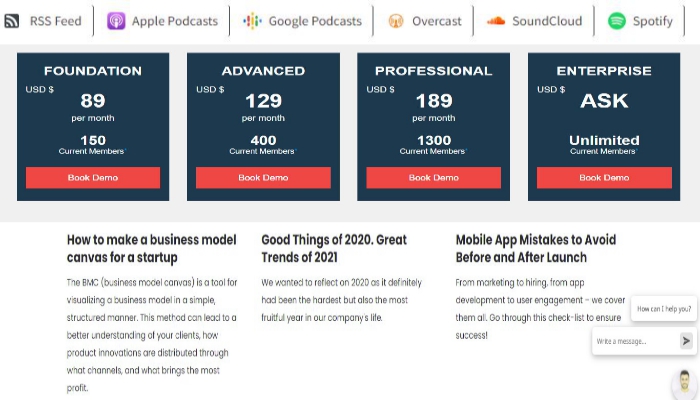 RSS Feed Apple Podcasts Google Podcasts Overcast SoundCloud Spotify
FOUNDATION
USD $
89
per month
150
Current Members*
Book Demo
ADVANCED
USD $
129
per month
400
Current Members*
Book Demo
PROFESSIONAL
USD $
189
per month
1300
Current Members*
Book Demo
ENTERPRISE
USD $
ASK
Unlimited
Current Members*
Book Demo
How to make a business model
canvas for a startup
The BMC (business model canvas) is a tool for
visualizing a business model in a simple,
structured manner. This method can lead to a
better understanding of your clients, how
product innovations are distributed through
what channels, and what brings the most
profit.
Good Things of 2020. Great
Trends of 2021
We wanted to reflect on 2020 as it definitely
had been the hardest but also the most
fruitful year in our company's life.
Mobile App Mistakes to Avoid
Before and After Launch
From marketing to hiring, from app
development to user engagement – we cover
them all. Go through this check-list to ensure
success!
How can I help you?
Write a message...